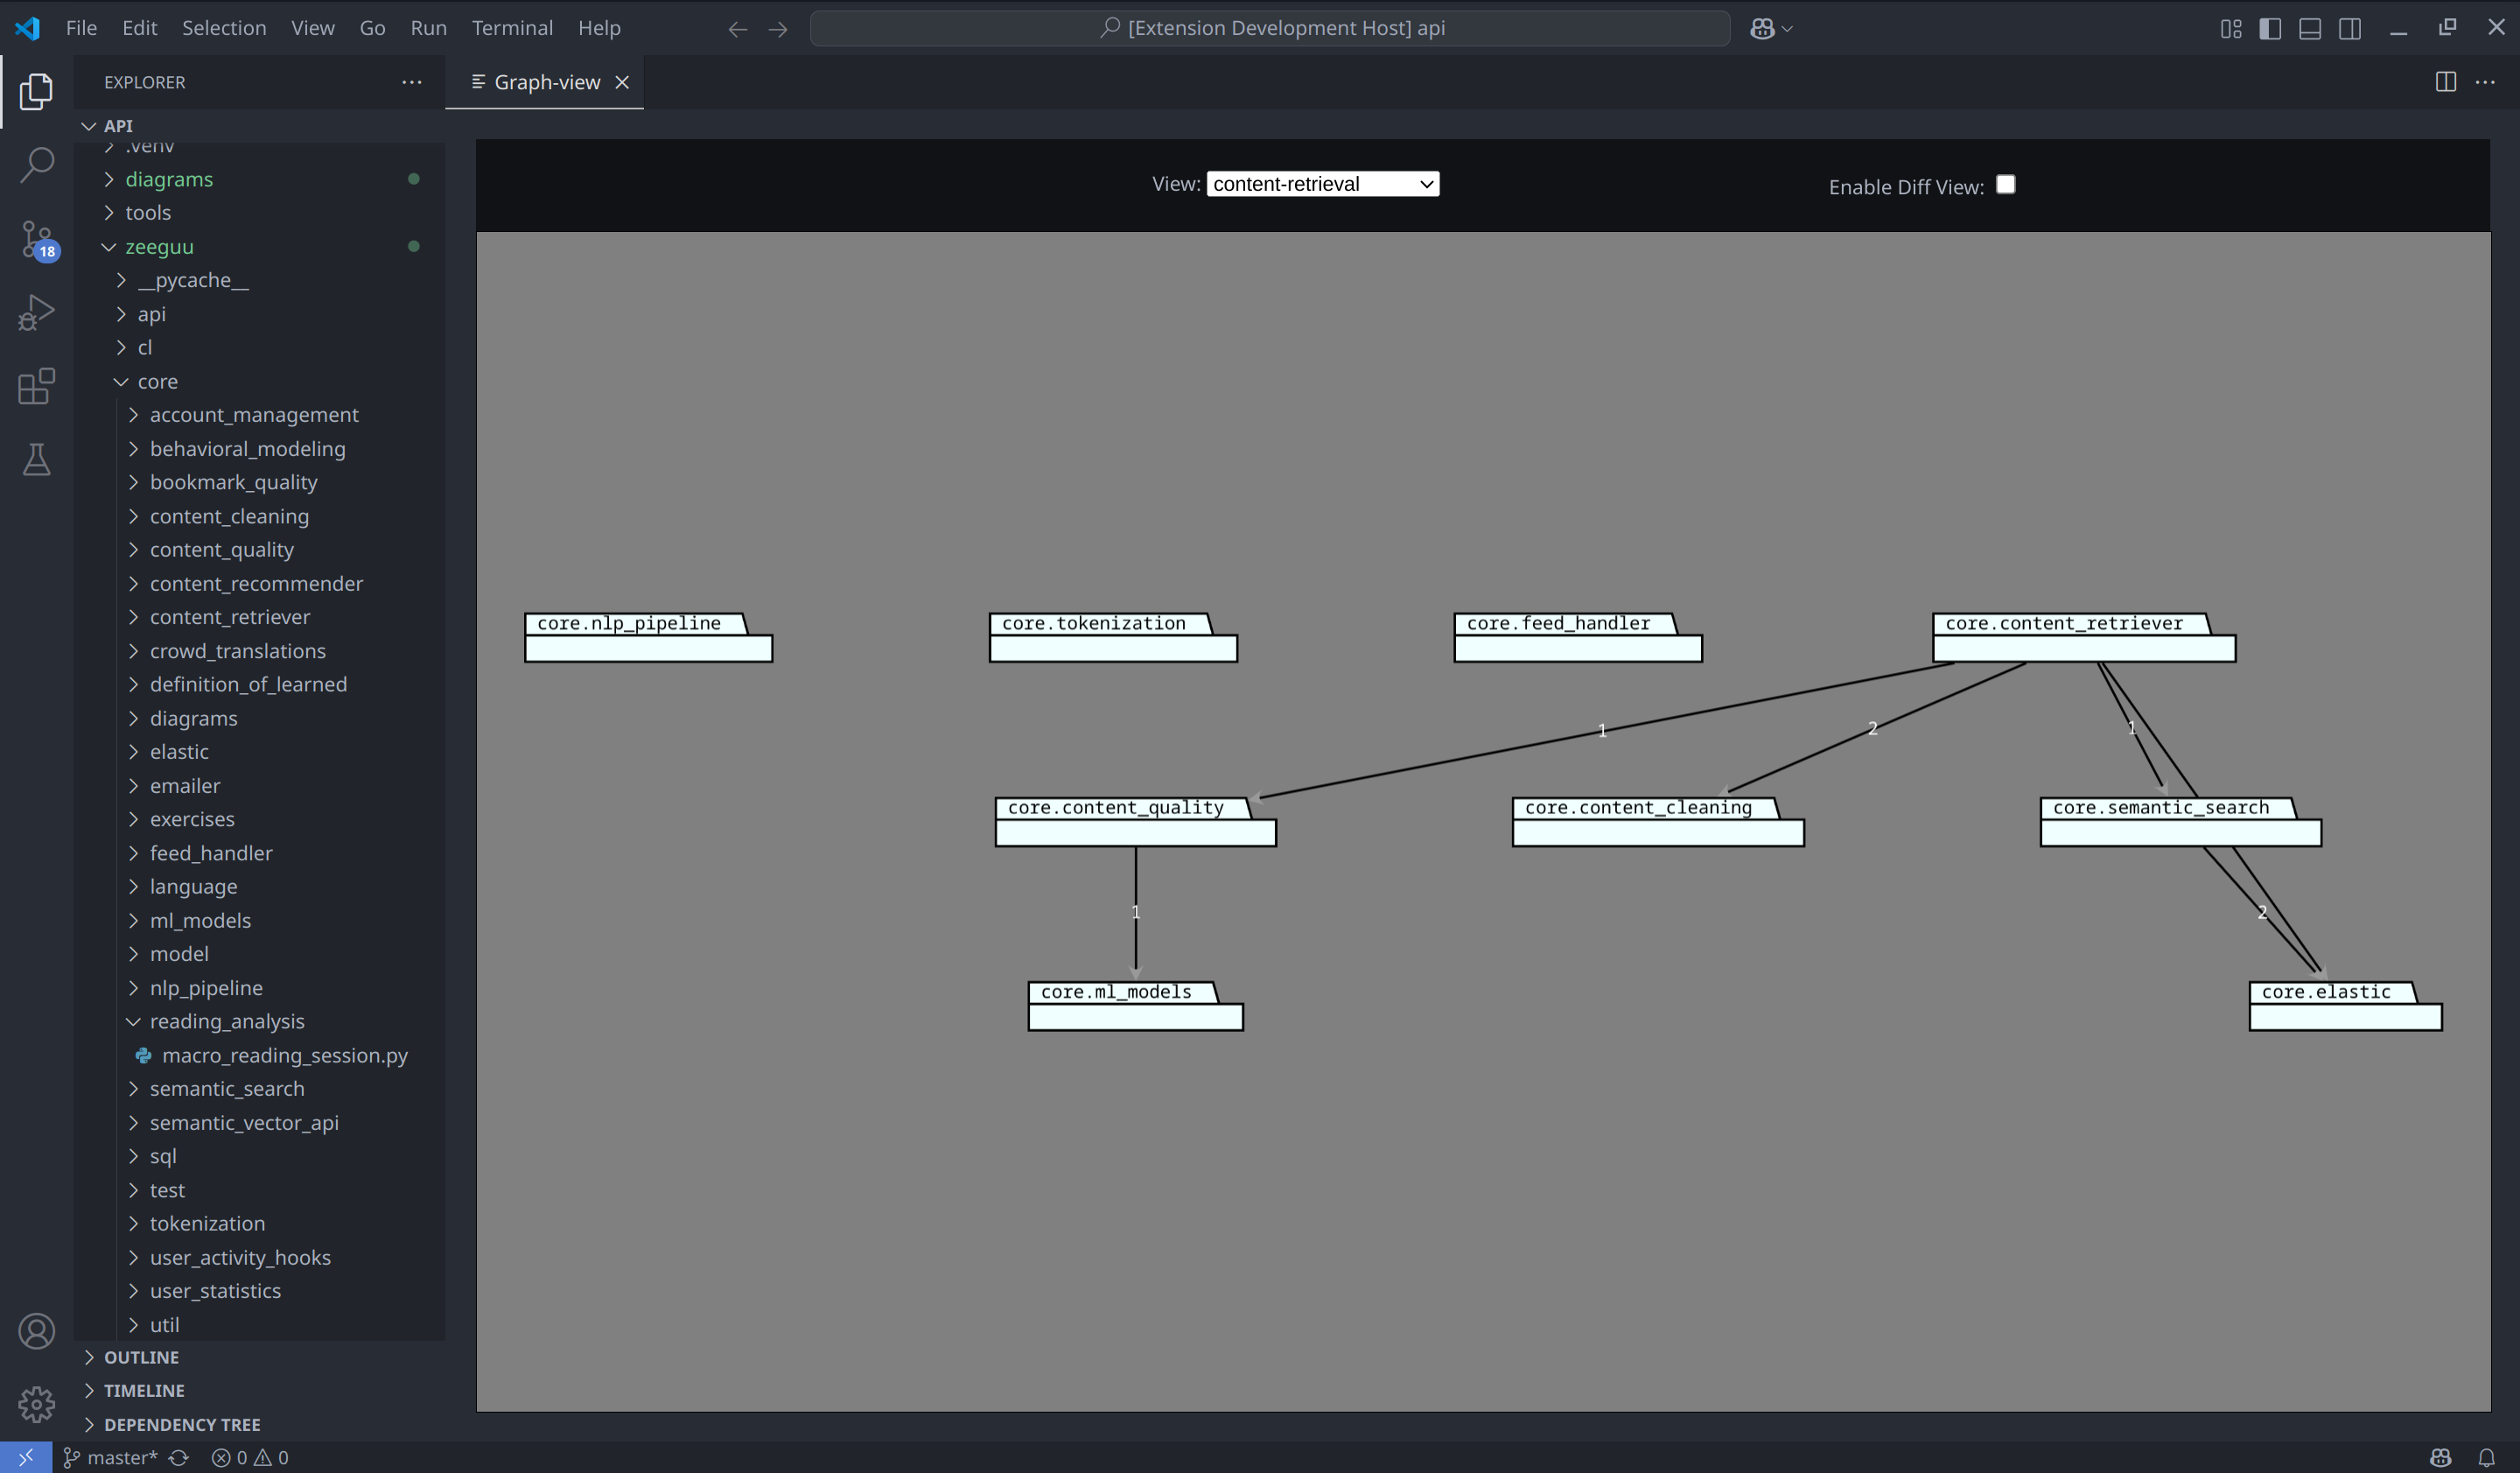 File Edit Selection View Go Run Terminal Help
[Extension Development Host] api
EXPLORER
Graph-view
API
.venv
diagrams
tools
zeeguu
__pycache__
api
cl
core
account_management
behavioral_modeling
bookmark_quality
content_cleaning
content_quality
content_recommender
content_retriever
crowd_translations
definition_of_learned
diagrams
elastic
emailer
exercises
feed_handler
language
ml_models
model
nlp_pipeline
reading_analysis
macro_reading_session.py
semantic_search
semantic_vector_api
sql
test
tokenization
user_activity_hooks
user_statistics
util
OUTLINE
TIMELINE
DEPENDENCY TREE
18
View: content-retrieval
Enable Diff View:
core.nlp_pipeline
core.tokenization
core.feed_handler
core.content_retriever
1
2
1
core.content_quality
core.content_cleaning
core.semantic_search
1
2
core.ml_models
core.elastic
master* 0 0